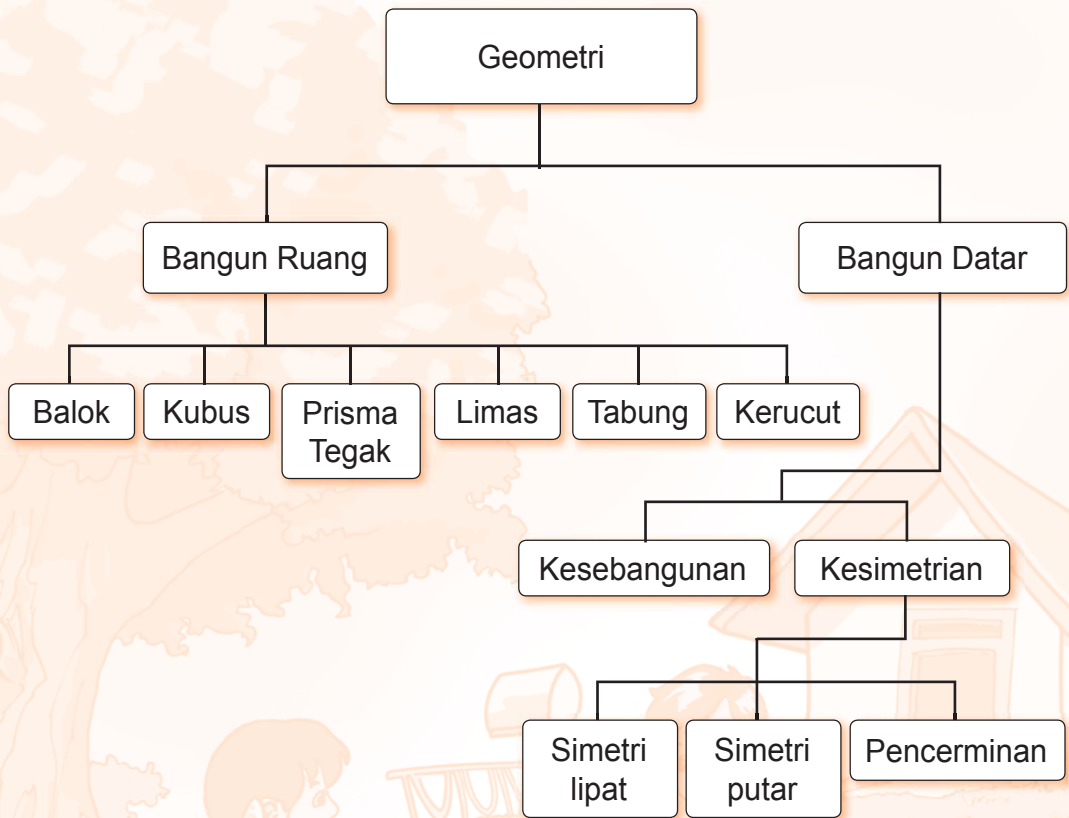 Geometri
Bangun Ruang
Bangun Datar
Balok
Kubus
Prisma
Tegak
Limas
Tabung
Kerucut
Kesebangunan
Kesimetrian
Simetri
lipat
Simetri
putar
Pencerminan